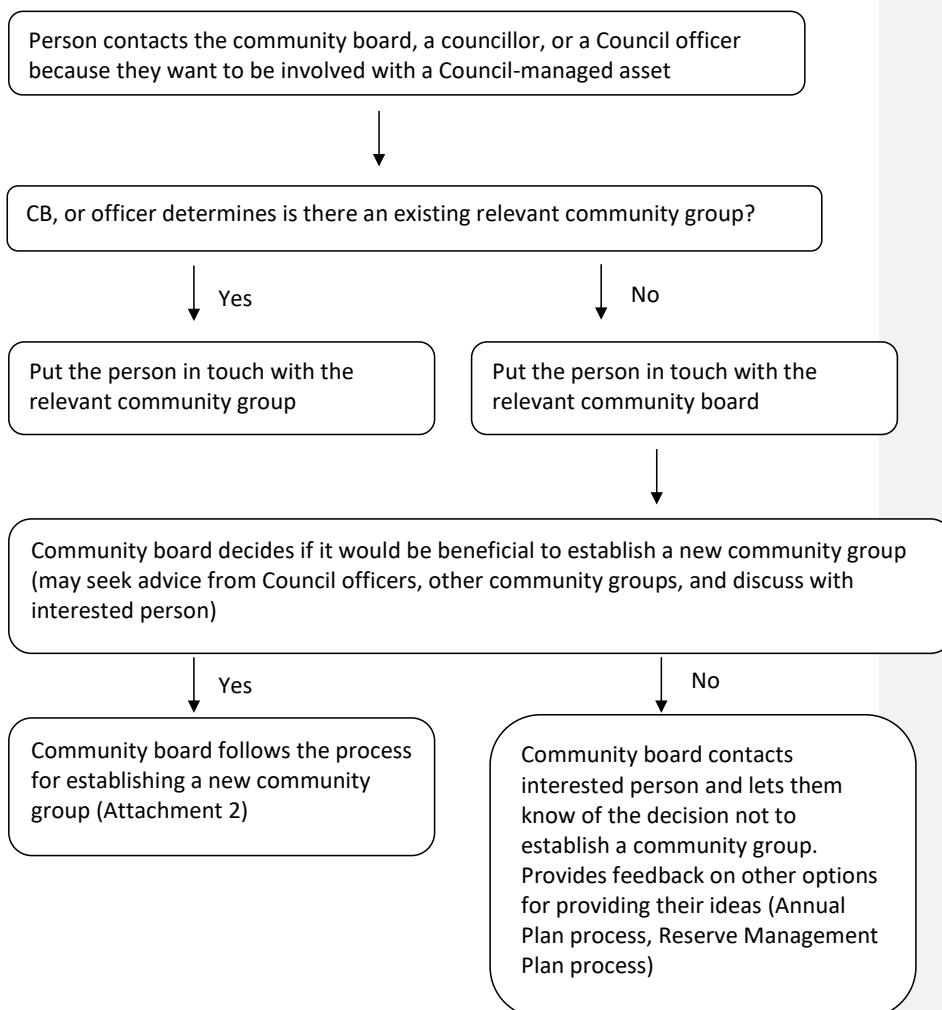 Person contacts the community board, a councillor, or a Council officer
because they want to be involved with a Council-managed asset
CB, or officer determines is there an existing relevant community group?
Yes
No
Put the person in touch with the
relevant community group
Put the person in touch with the
relevant community board
Community board decides if it would be beneficial to establish a new community group
(may seek advice from Council officers, other community groups, and discuss with
interested person)
Yes
No
Community board follows the process
for establishing a new community
group (Attachment 2)
Community board contacts
interested person and lets them
know of the decision not to
establish a community group.
Provides feedback on other options
for providing their ideas (Annual
Plan process, Reserve Management
Plan process)